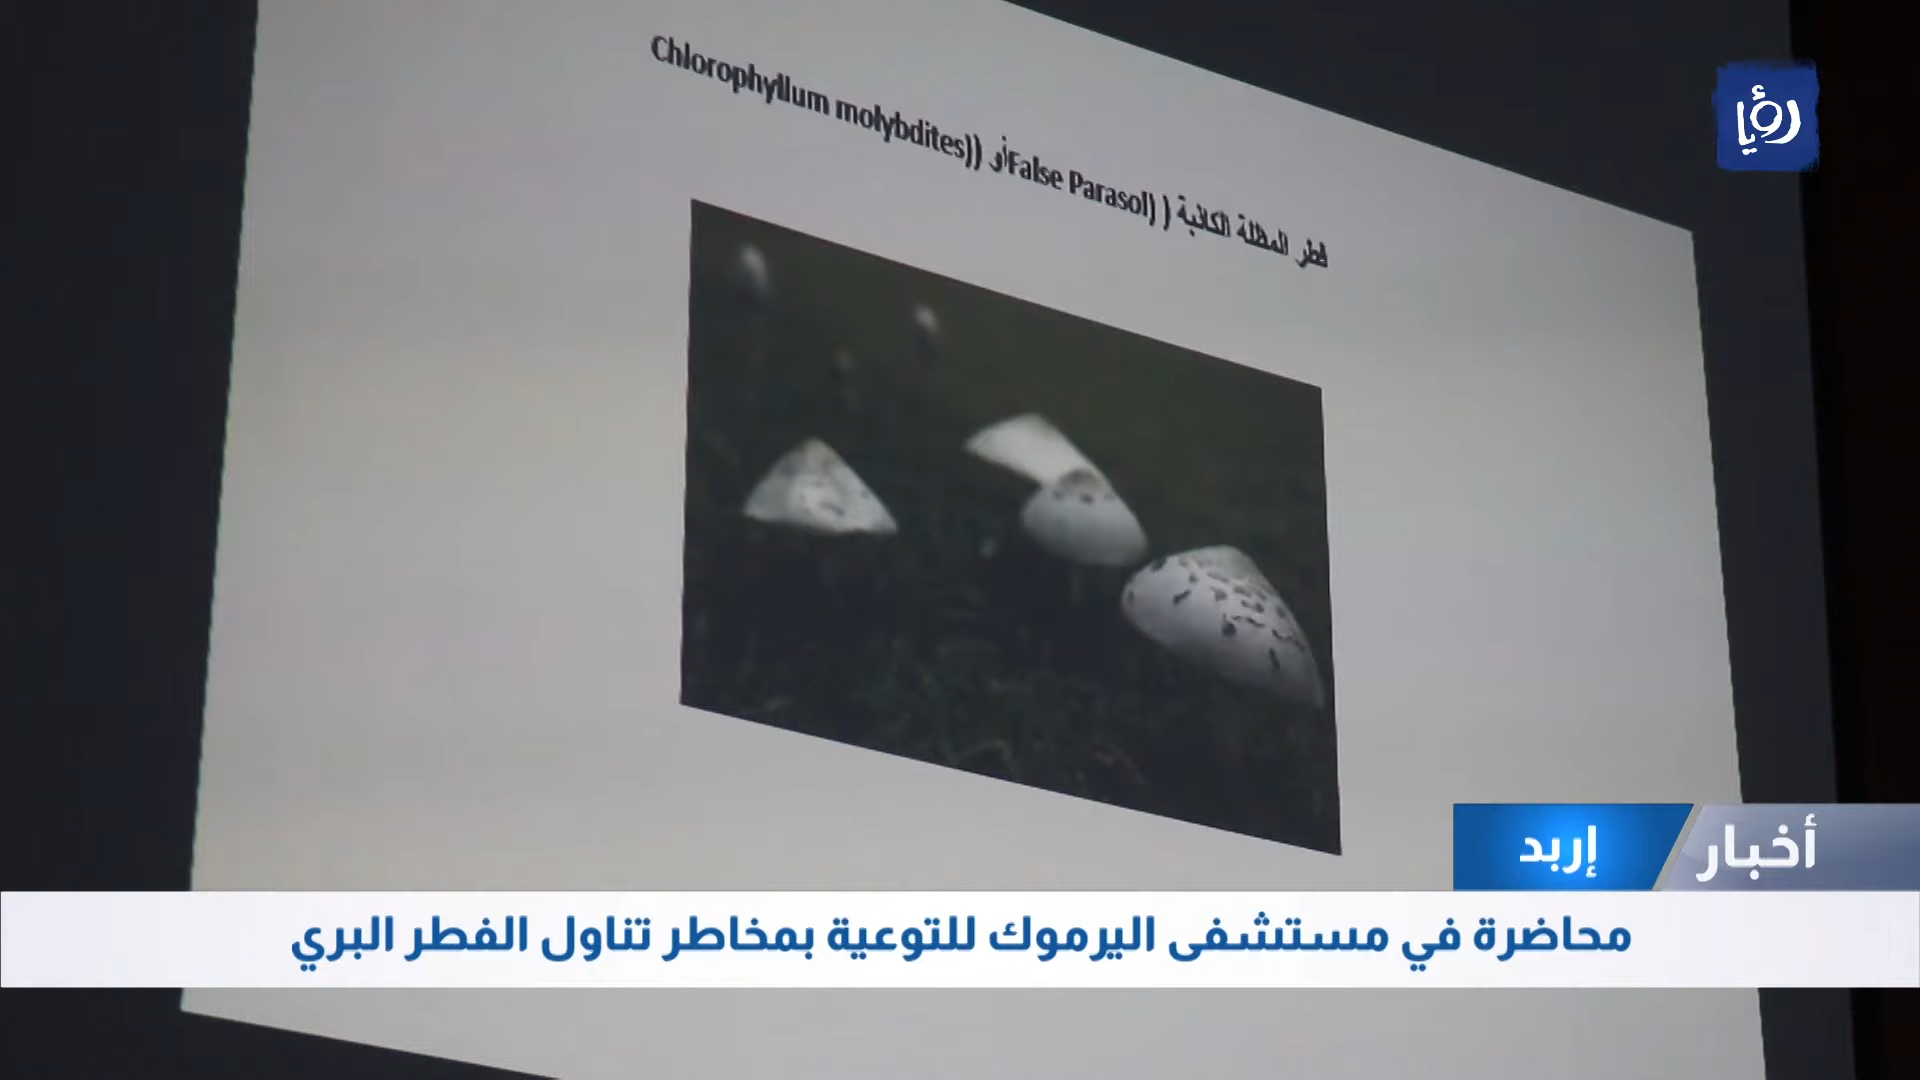 رؤيا
فطر المظلة الكاذبة ( (False Parasol أو ((Chlorophyllum molybdites
أخبار إربد
محاضرة في مستشفى اليرموك للتوعية بمخاطر تناول الفطر البري